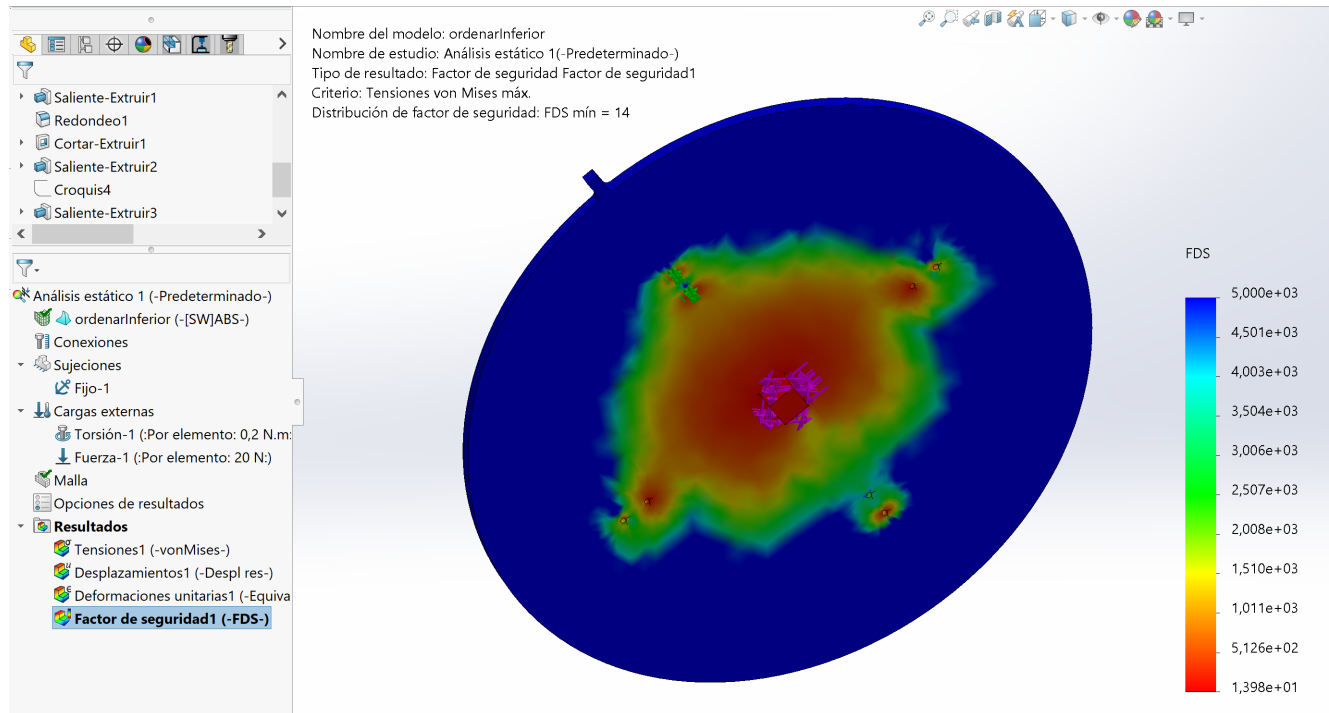 Nombre del modelo: ordenarInferior
Nombre de estudio: Análisis estático 1(-Predeterminado-)
Tipo de resultado: Factor de seguridad Factor de seguridad1
Criterio: Tensiones von Mises máx.
Distribución de factor de seguridad: FDS mín = 14
Saliente-Extruir1
Redondeo1
Cortar-Extruir1
Saliente-Extruir2
Croquis4
Saliente-Extruir3
Análisis estático 1 (-Predeterminado-)
ordenarInferior (-[SW]ABS-)
Conexiones
Sujeciones
Fijo-1
Cargas externas
Torsión-1 (:Por elemento: 0,2 N.m:
Fuerza-1 (:Por elemento: 20 N:)
Malla
Opciones de resultados
Resultados
Tensiones1 (-vonMises-)
Desplazamientos1 (-Despl res-)
Deformaciones unitarias1 (-Equiva
Factor de seguridad1 (-FDS-)
FDS
5,000e+03
4,501e+03
4,003e+03
3,504e+03
3,006e+03
2,507e+03
2,008e+03
1,510e+03
1,011e+03
5,126e+02
1,398e+01